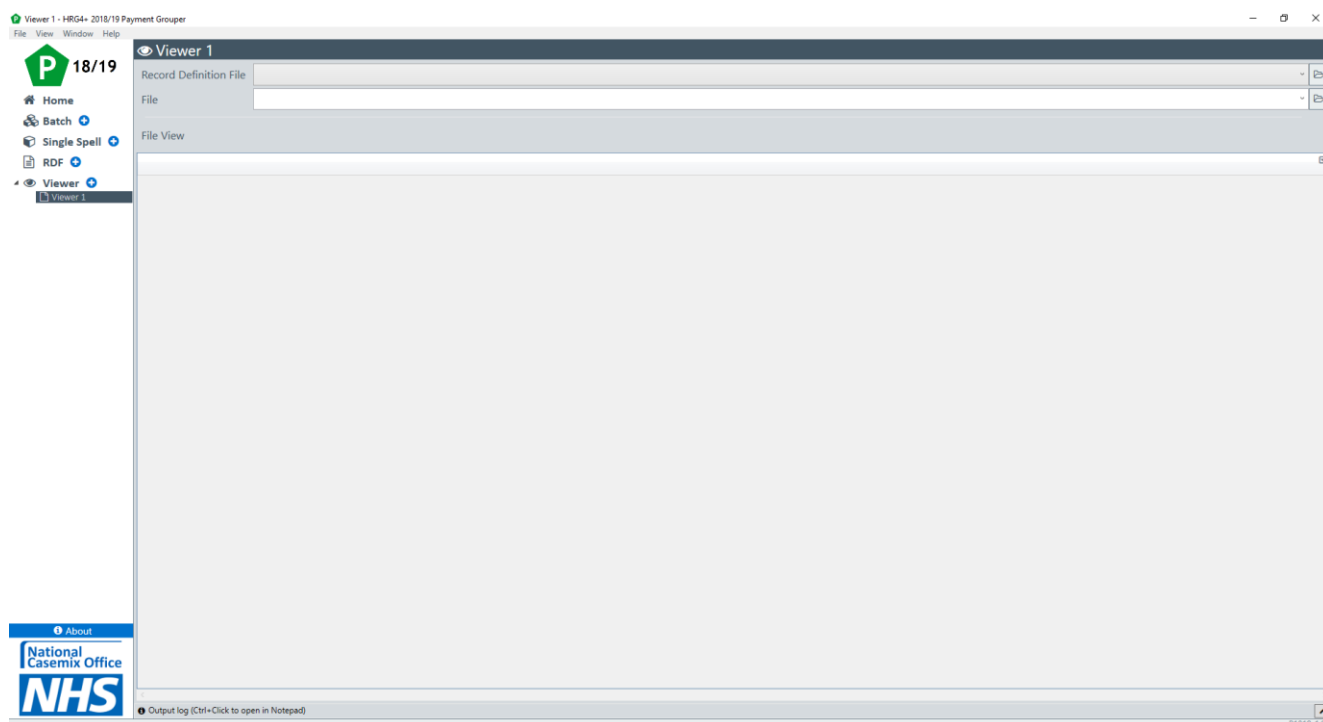 Viewer 1 - HRG4+ 2018/19 Payment Grouper
File View Window Help
P 18/19
Home
Batch
Single Spell
RDF
Viewer
Viewer 1
Viewer 1
Record Definition File
File
File View
About
National
Casemix Office
NHS
Output log (Ctrl+Click to open in Notepad)